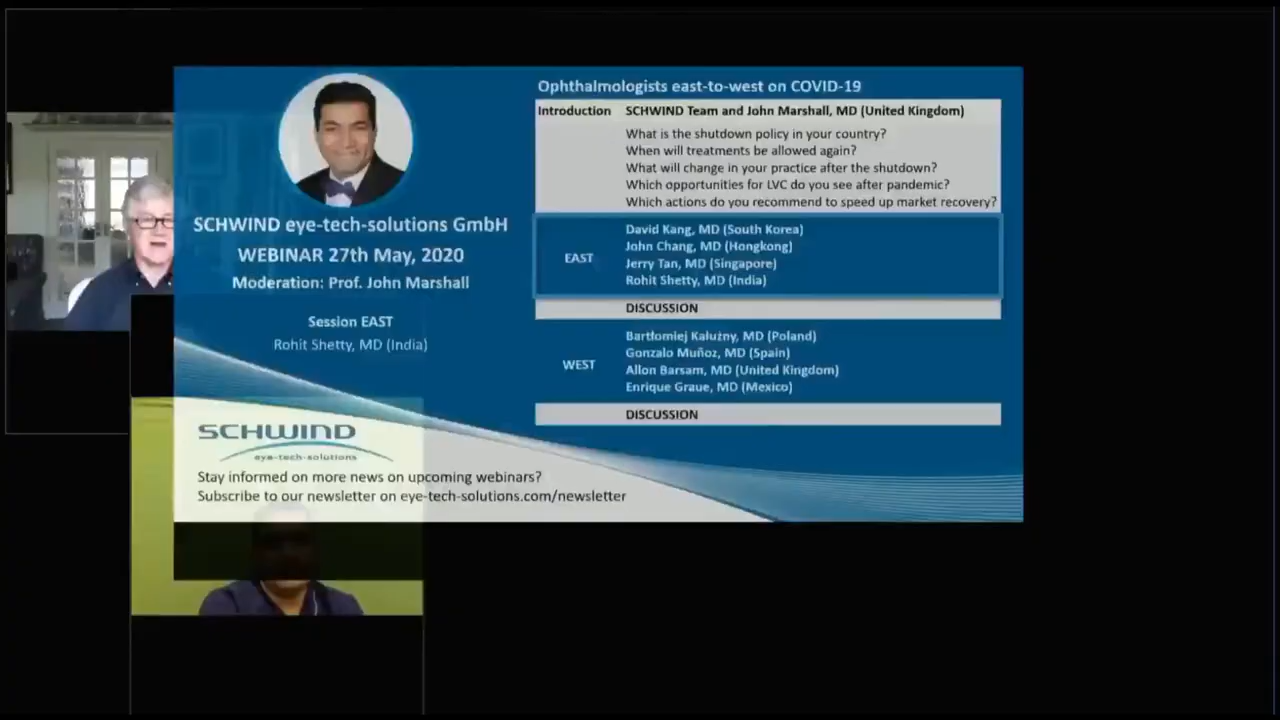 SCHWIND eye-tech-solutions GmbH
WEBINAR 27th May, 2020
Moderation: Prof. John Marshall
Session EAST
Rohit Shetty, MD (India)
SCHWIND
eye-tech-solutions
Stay informed on more news on upcoming webinars?
Subscribe to our newsletter on eye-tech-solutions.com/newsletter
Ophthalmologists east-to-west on COVID-19
Introduction SCHWIND Team and John Marshall, MD (United Kingdom)
What is the shutdown policy in your country?
When will treatments be allowed again?
What will change in your practice after the shutdown?
Which opportunities for LVC do you see after pandemic?
Which actions do you recommend to speed up market recovery?
EAST
David Kang, MD (South Korea)
John Chang, MD (Hongkong)
Jerry Tan, MD (Singapore)
Rohit Shetty, MD (India)
DISCUSSION
WEST
Bartłomiej Kałużny, MD (Poland)
Gonzalo Muñoz, MD (Spain)
Allon Barsam, MD (United Kingdom)
Enrique Graue, MD (Mexico)
DISCUSSION